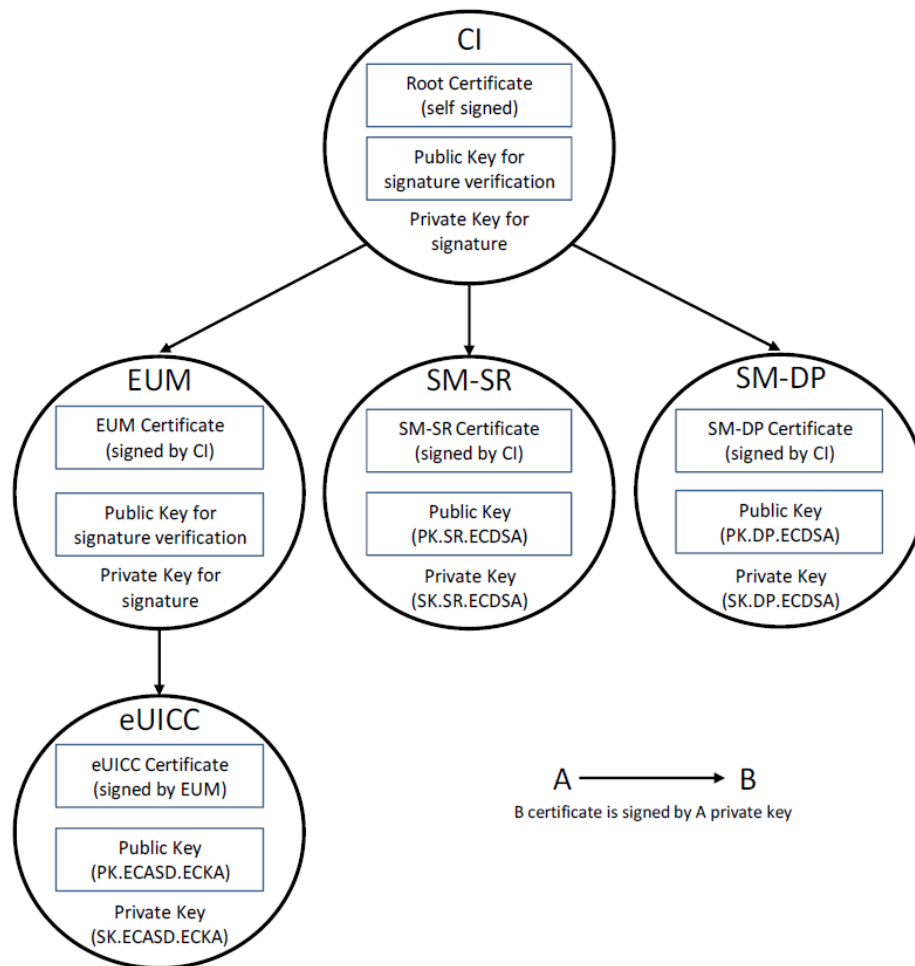 CI
Root Certificate
(self signed)
Public Key for
signature verification
Private Key for
signature
EUM
EUM Certificate
(signed by CI)
Public Key for
signature verification
Private Key for
signature
SM-SR
SM-SR Certificate
(signed by CI)
Public Key
(PK.SR.ECDSA)
Private Key
(SK.SR.ECDSA)
SM-DP
SM-DP Certificate
(signed by CI)
Public Key
(PK.DP.ECDSA)
Private Key
(SK.DP.ECDSA)
eUICC
eUICC Certificate
(signed by EUM)
Public Key
(PK.ECASD.ECKA)
Private Key
(SK.ECASD.ECKA)
A B
B certificate is signed by A private key